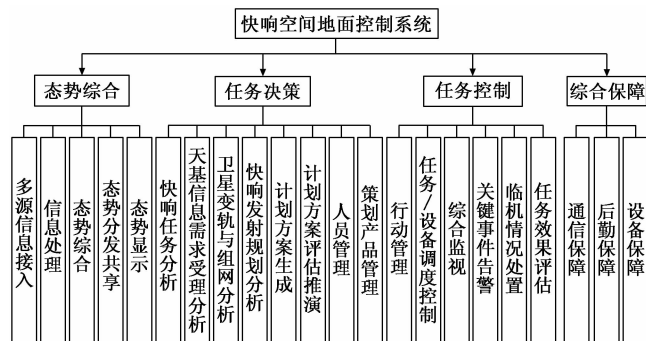 快响空间地面控制系统
态势综合
任务决策
任务控制
综合保障
多源信息接入
信息处理
态势综合
态势分发共享
态势显示
快响任务分析
天基信息需求受理分析
卫星变轨与组网分析
快响发射规划分析
计划方案生成
计划方案评估推演
人员管理
策划产品管理
行动管理
任务/设备调度控制
综合监视
关键事件告警
临机情况处置
任务效果评估
通信保障
后勤保障
设备保障